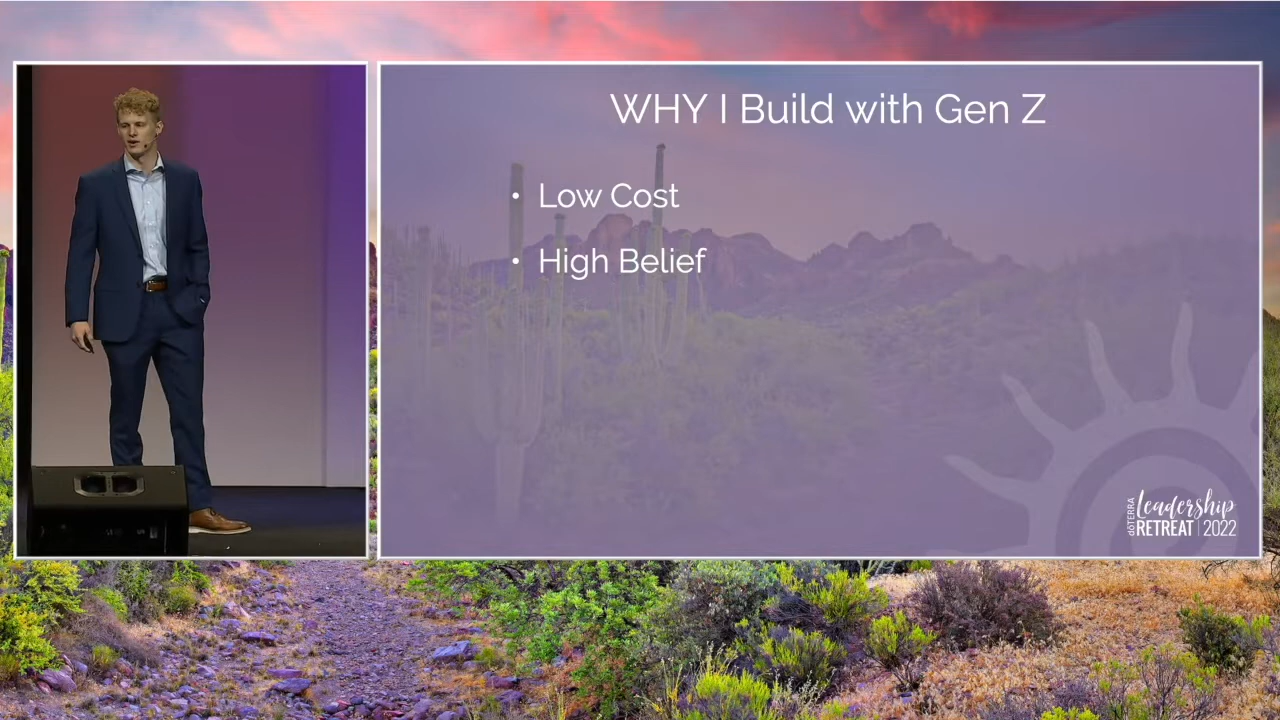 WHY I Build with Gen Z
• Low Cost
• High Belief
dōTERRA
Leadership
RETREAT | 2022